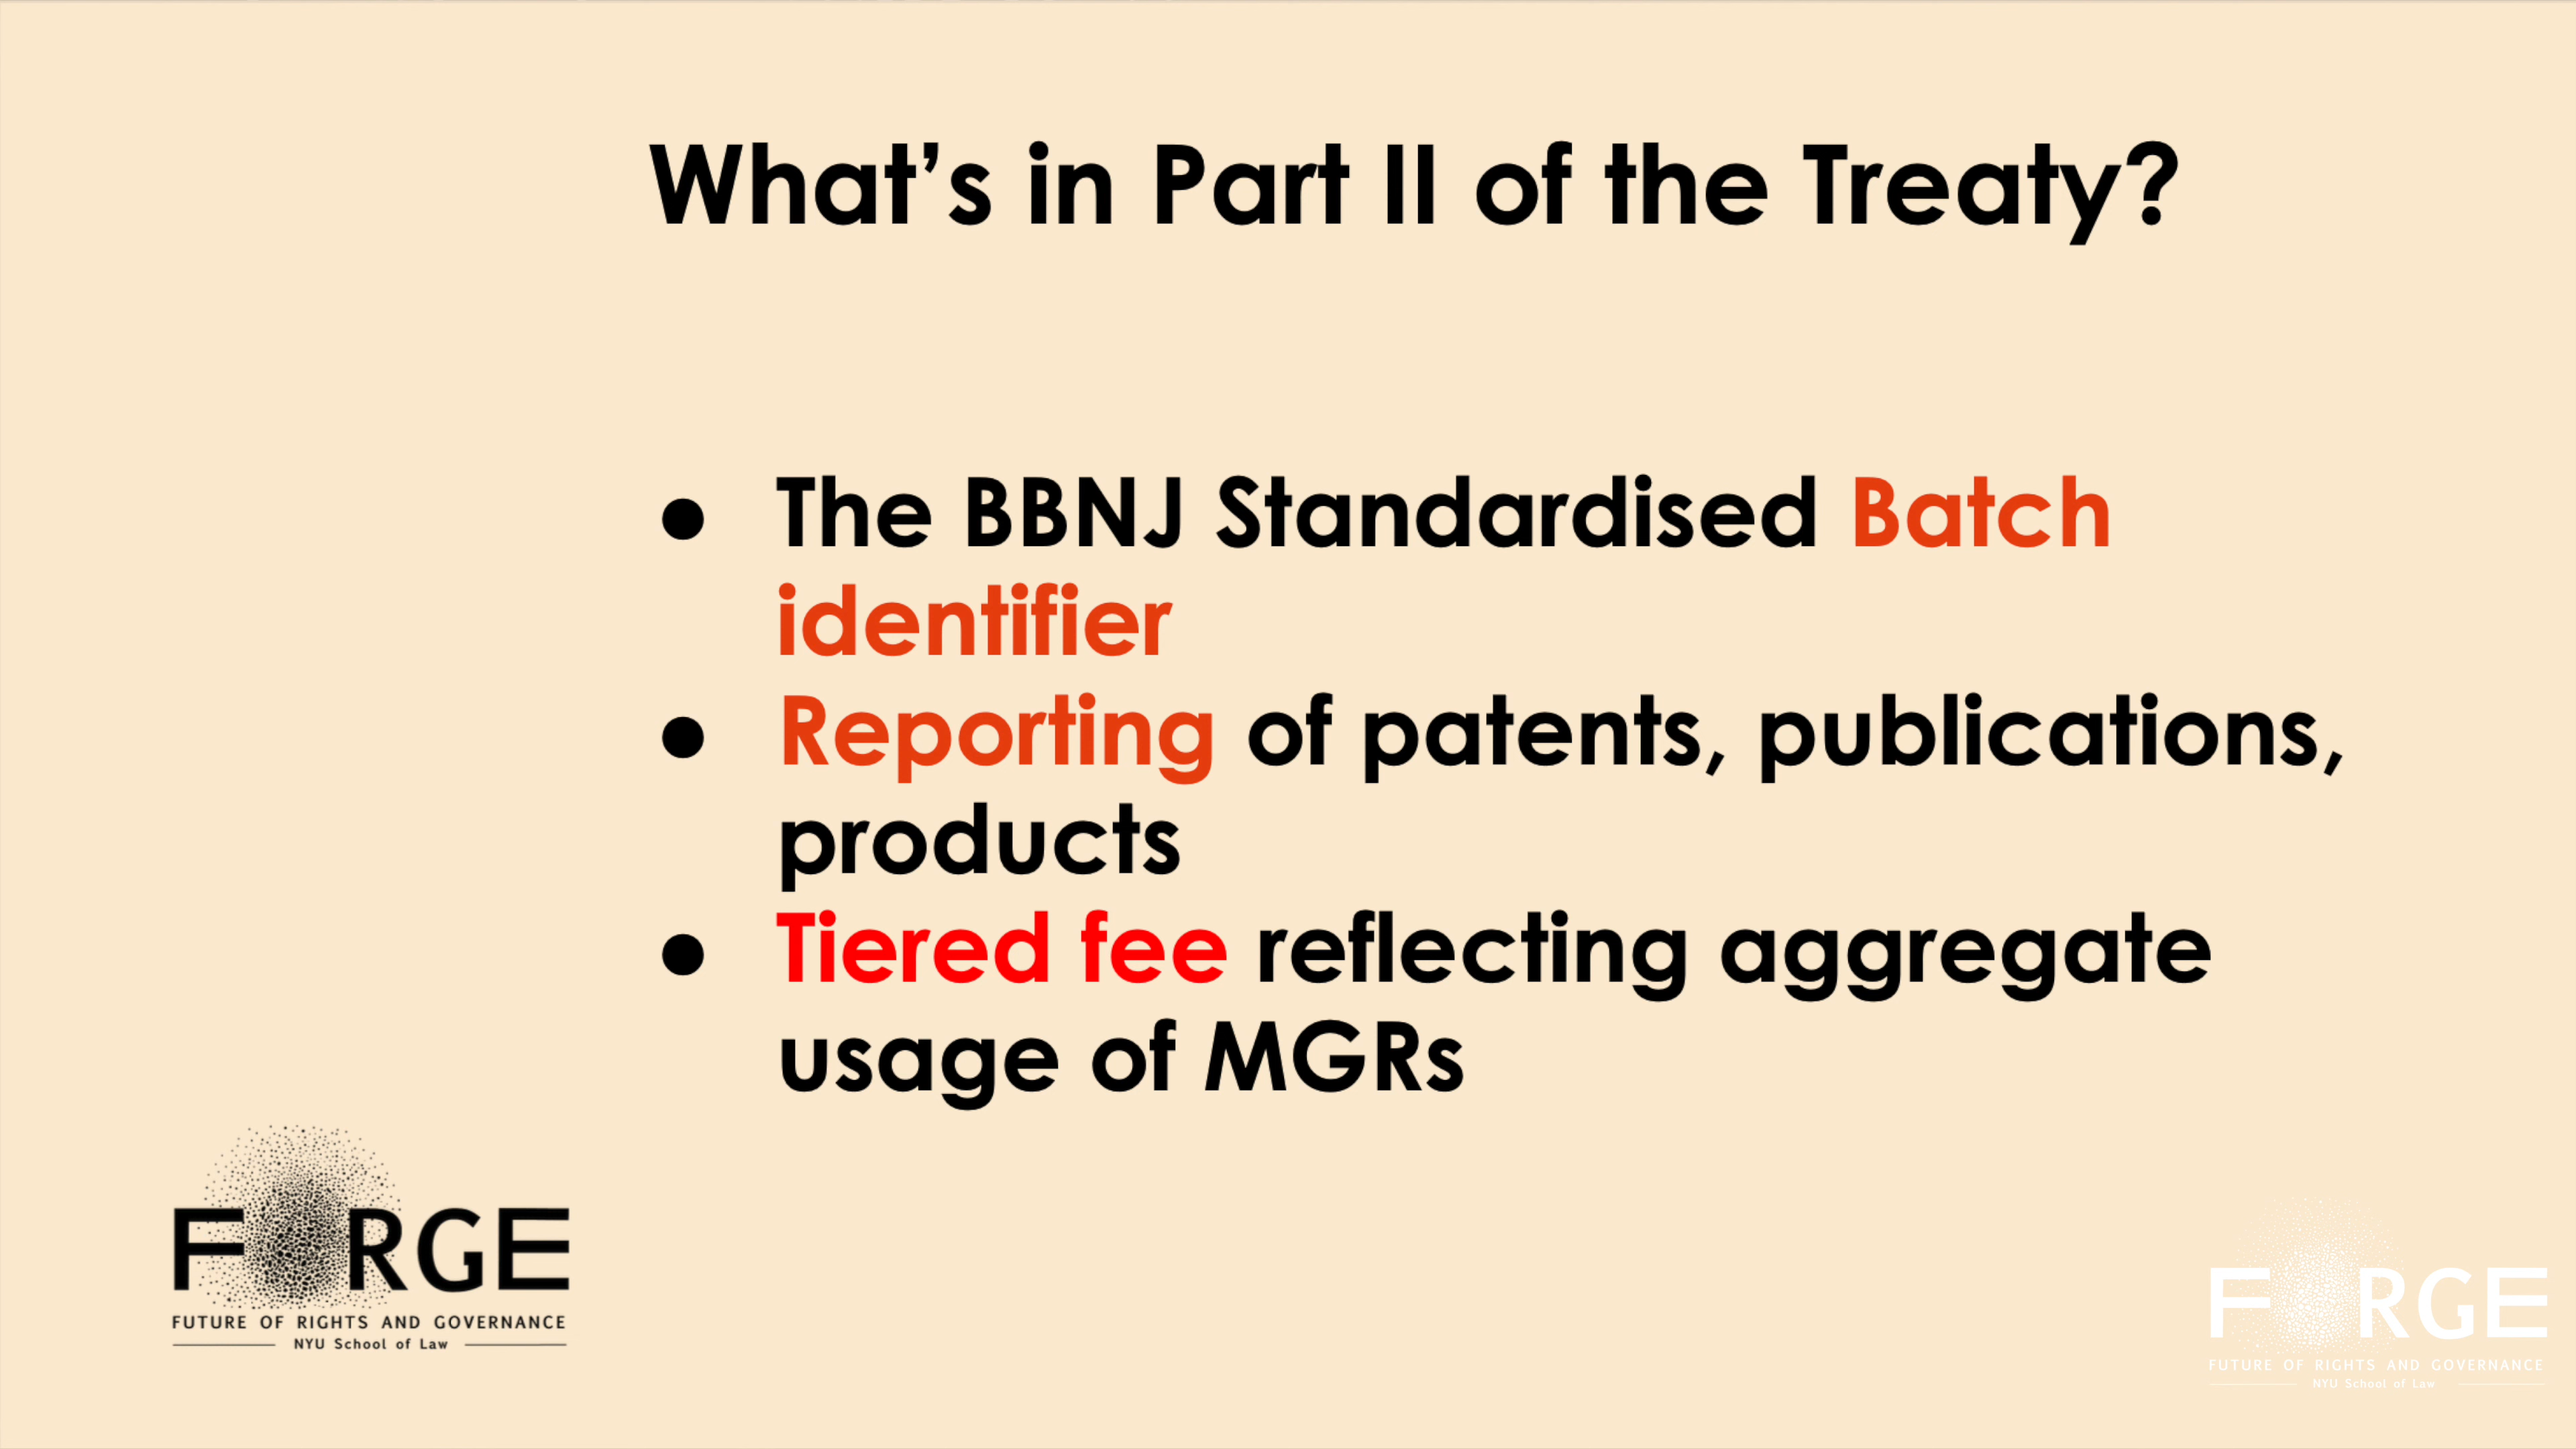 What’s in Part II of the Treaty?
● The BBNJ Standardised Batch
identifier
● Reporting of patents, publications,
products
● Tiered fee reflecting aggregate
usage of MGRs
FORGE
FUTURE OF RIGHTS AND GOVERNANCE
NYU School of Law
FORGE
FUTURE OF RIGHTS AND GOVERNANCE
NYU School of Law